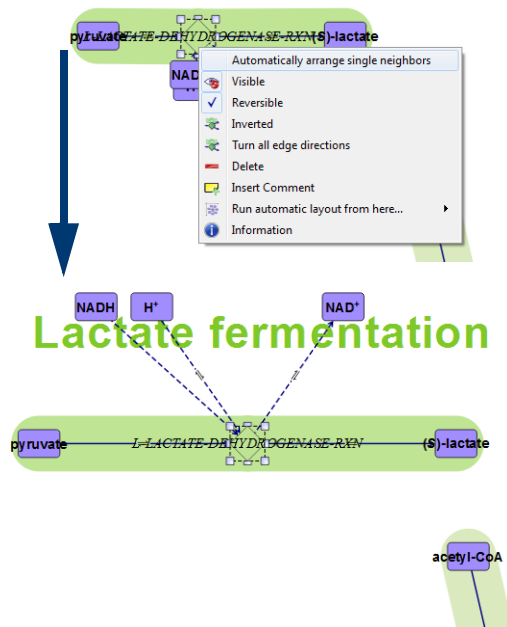 pyruvate L-LACTATE-DEHYDROGENASE-RXN (S)-lactate
NAD
Automatically arrange single neighbors
Visible
Reversible
Inverted
Turn all edge directions
Delete
Insert Comment
Run automatic layout from here...
Information
NADH H⁺ NAD⁺
Lactate fermentation
pyruvate L-LACTATE-DEHYDROGENASE-RXN (S)-lactate
acetyl-CoA